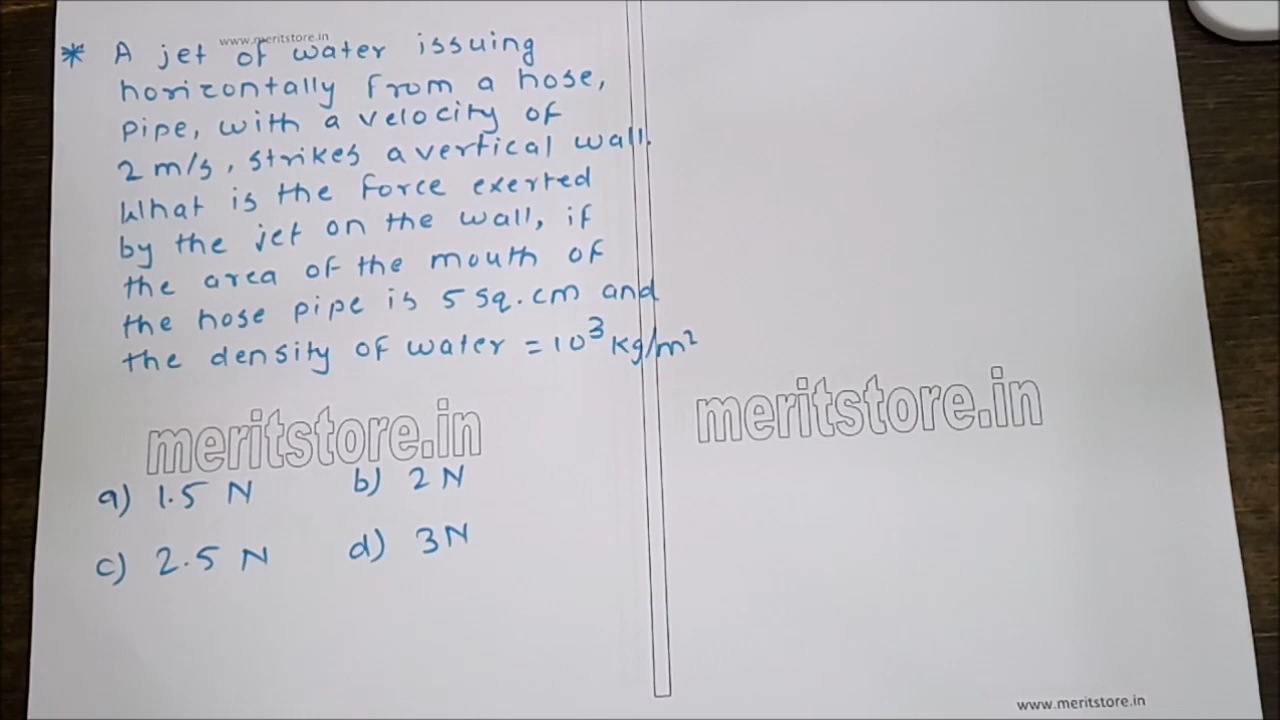 www.meritstore.in
* A jet of water issuing
horizontally from a hose,
pipe, with a velocity of
2 m/s, strikes a vertical wall.
What is the force exerted
by the jet on the wall, if
the area of the mouth of
the hose pipe is 5 sq.cm and
the density of water = 10³ kg/m²
meritstore.in
meritstore.in
a) 1.5 N b) 2 N
c) 2.5 N d) 3 N
www.meritstore.in